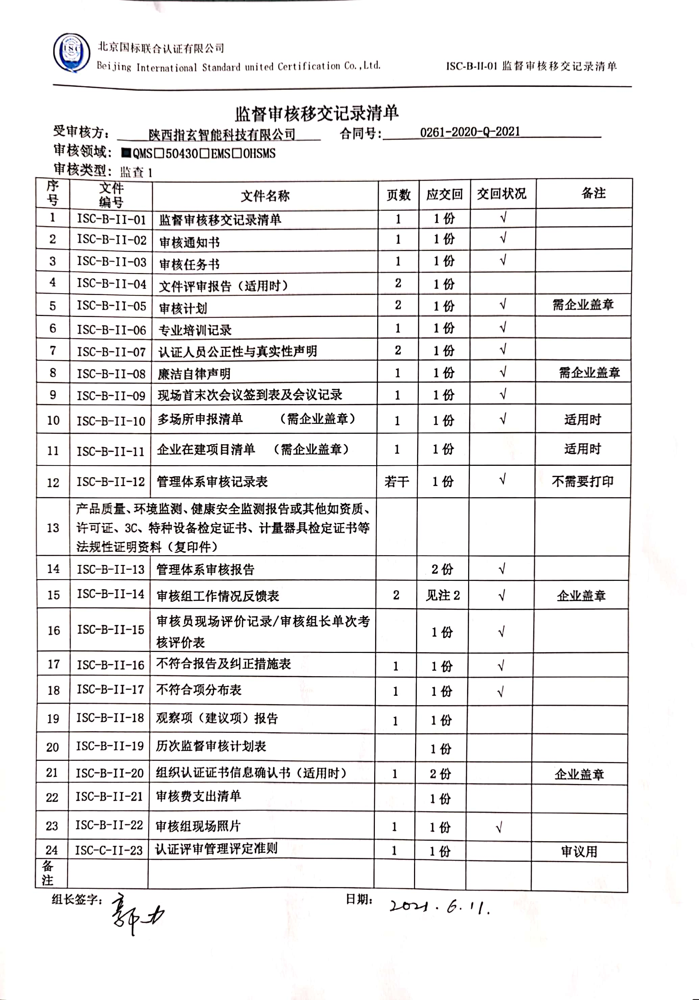 ISC
北京国标联合认证有限公司
Beijing International Standard united Certification Co.,Ltd.
ISC-B-II-01 监督审核移交记录清单
监督审核移交记录清单
受审核方： 陕西指玄智能科技有限公司 合同号： 0261-2020-Q-2021
审核领域：■QMS□50430□EMS□OHSMS
审核类型：监查 1
序号 文件编号 文件名称 页数 应交回 交回状况 备注
1 ISC-B-II-01 监督审核移交记录清单 1 1 份 √
2 ISC-B-II-02 审核通知书 1 1 份 √
3 ISC-B-II-03 审核任务书 1 1 份 √
4 ISC-B-II-04 文件评审报告（适用时） 2 1 份
5 ISC-B-II-05 审核计划 2 1 份 √ 需企业盖章
6 ISC-B-II-06 专业培训记录 1 1 份 √
7 ISC-B-II-07 认证人员公正性与真实性声明 2 1 份 √
8 ISC-B-II-08 廉洁自律声明 1 1 份 √ 需企业盖章
9 ISC-B-II-09 现场首末次会议签到表及会议记录 1 1 份 √
10 ISC-B-II-10 多场所申报清单 （需企业盖章） 1 1 份 √ 适用时
11 ISC-B-II-11 企业在建项目清单 （需企业盖章） 1 1 份 适用时
12 ISC-B-II-12 管理体系审核记录表 若干 1 份 √ 不需要打印
13 产品质量、环境监测、健康安全监测报告或其他如资质、
许可证、3C、特种设备检定证书、计量器具检定证书等
法规性证明资料（复印件）
14 ISC-B-II-13 管理体系审核报告 2 份 √
15 ISC-B-II-14 审核组工作情况反馈表 2 见注 2 √ 企业盖章
16 ISC-B-II-15 审核员现场评价记录/审核组长单次考
核评价表 1 份 √
17 ISC-B-II-16 不符合报告及纠正措施表 1 1 份 √
18 ISC-B-II-17 不符合项分布表 1 1 份 √
19 ISC-B-II-18 观察项（建议项）报告 1 1 份
20 ISC-B-II-19 历次监督审核计划表 1 份
21 ISC-B-II-20 组织认证证书信息确认书（适用时） 1 2 份 企业盖章
22 ISC-B-II-21 审核费支出清单 1 份
23 ISC-B-II-22 审核组现场照片 1 1 份 √
24 ISC-C-II-23 认证评审管理评定准则 1 1 份 审议用
备注
组长签字：郭力 日期： 2021.6.11.